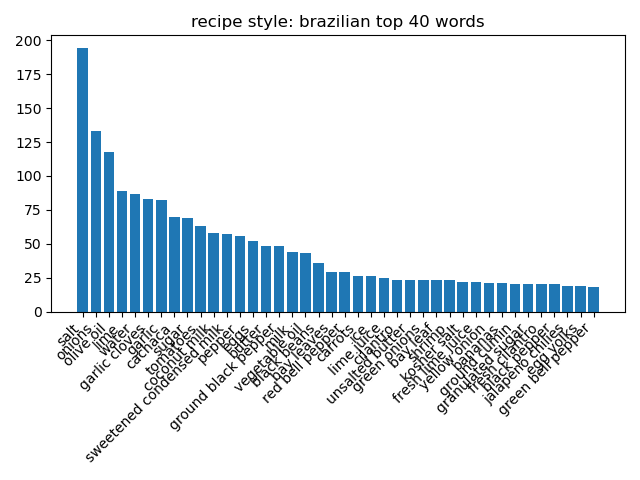 recipe style: brazilian top 40 words
200
175
150
125
100
75
50
25
0
salt
onions
olive oil
lime
water
garlic cloves
garlic
cachaca
sugar
tomatoes
coconut milk
sweetened condensed milk
pepper
eggs
butter
ground black pepper
milk
vegetable oil
black beans
bay leaves
red bell pepper
carrots
lime juice
rice
cilantro
unsalted butter
green onions
bay leaf
shrimp
kosher salt
fresh lime juice
yellow onion
bananas
ground cumin
granulated sugar
fresh cilantro
black pepper
jalapeno chilies
egg yolks
green bell pepper